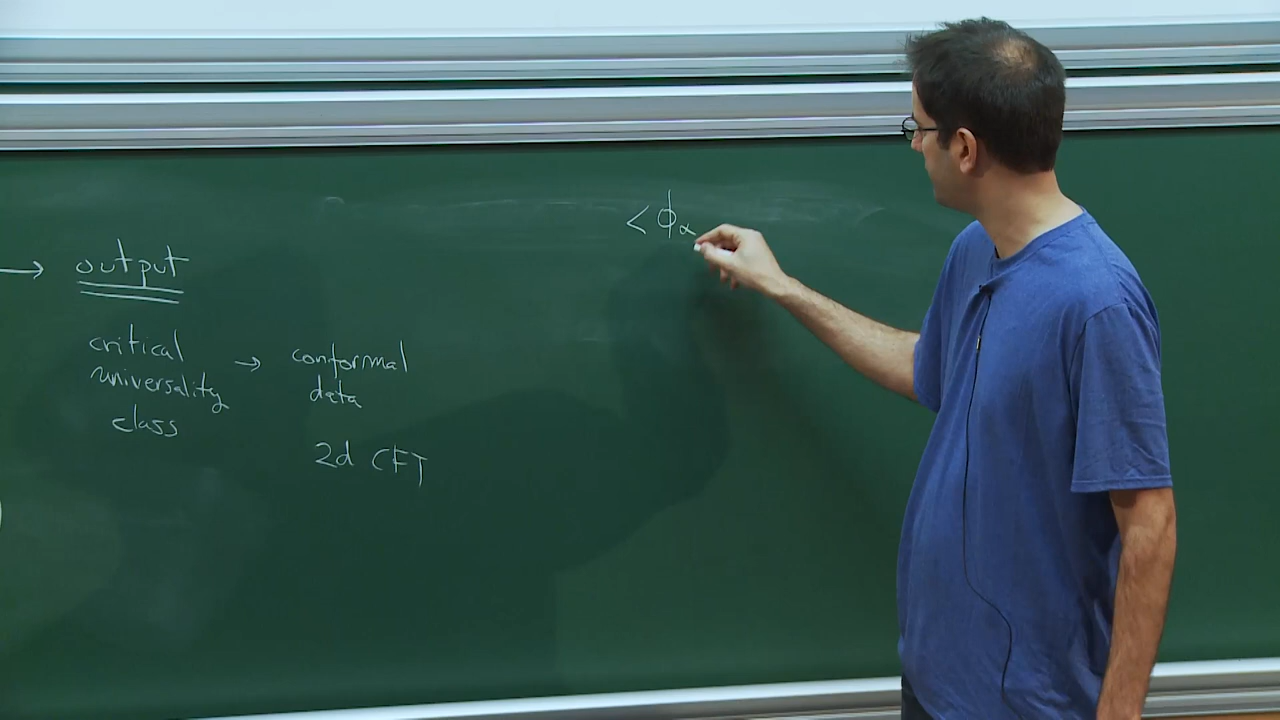 → output
critical
universality
class
→ conformal
data
2d CFT
< ϕα